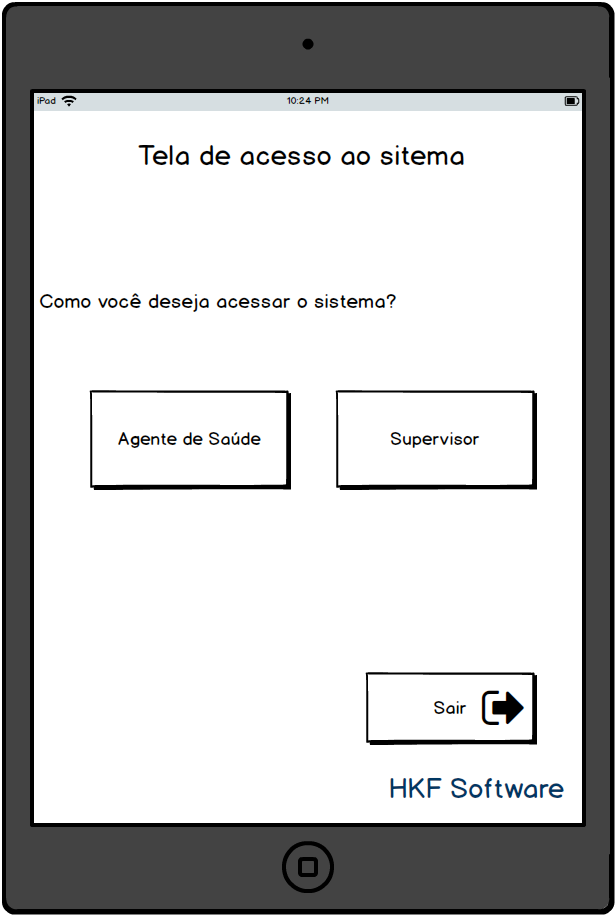 iPad
10:24 PM
Tela de acesso ao sitema
Como você deseja acessar o sistema?
Agente de Saúde
Supervisor
Sair
HKF Software